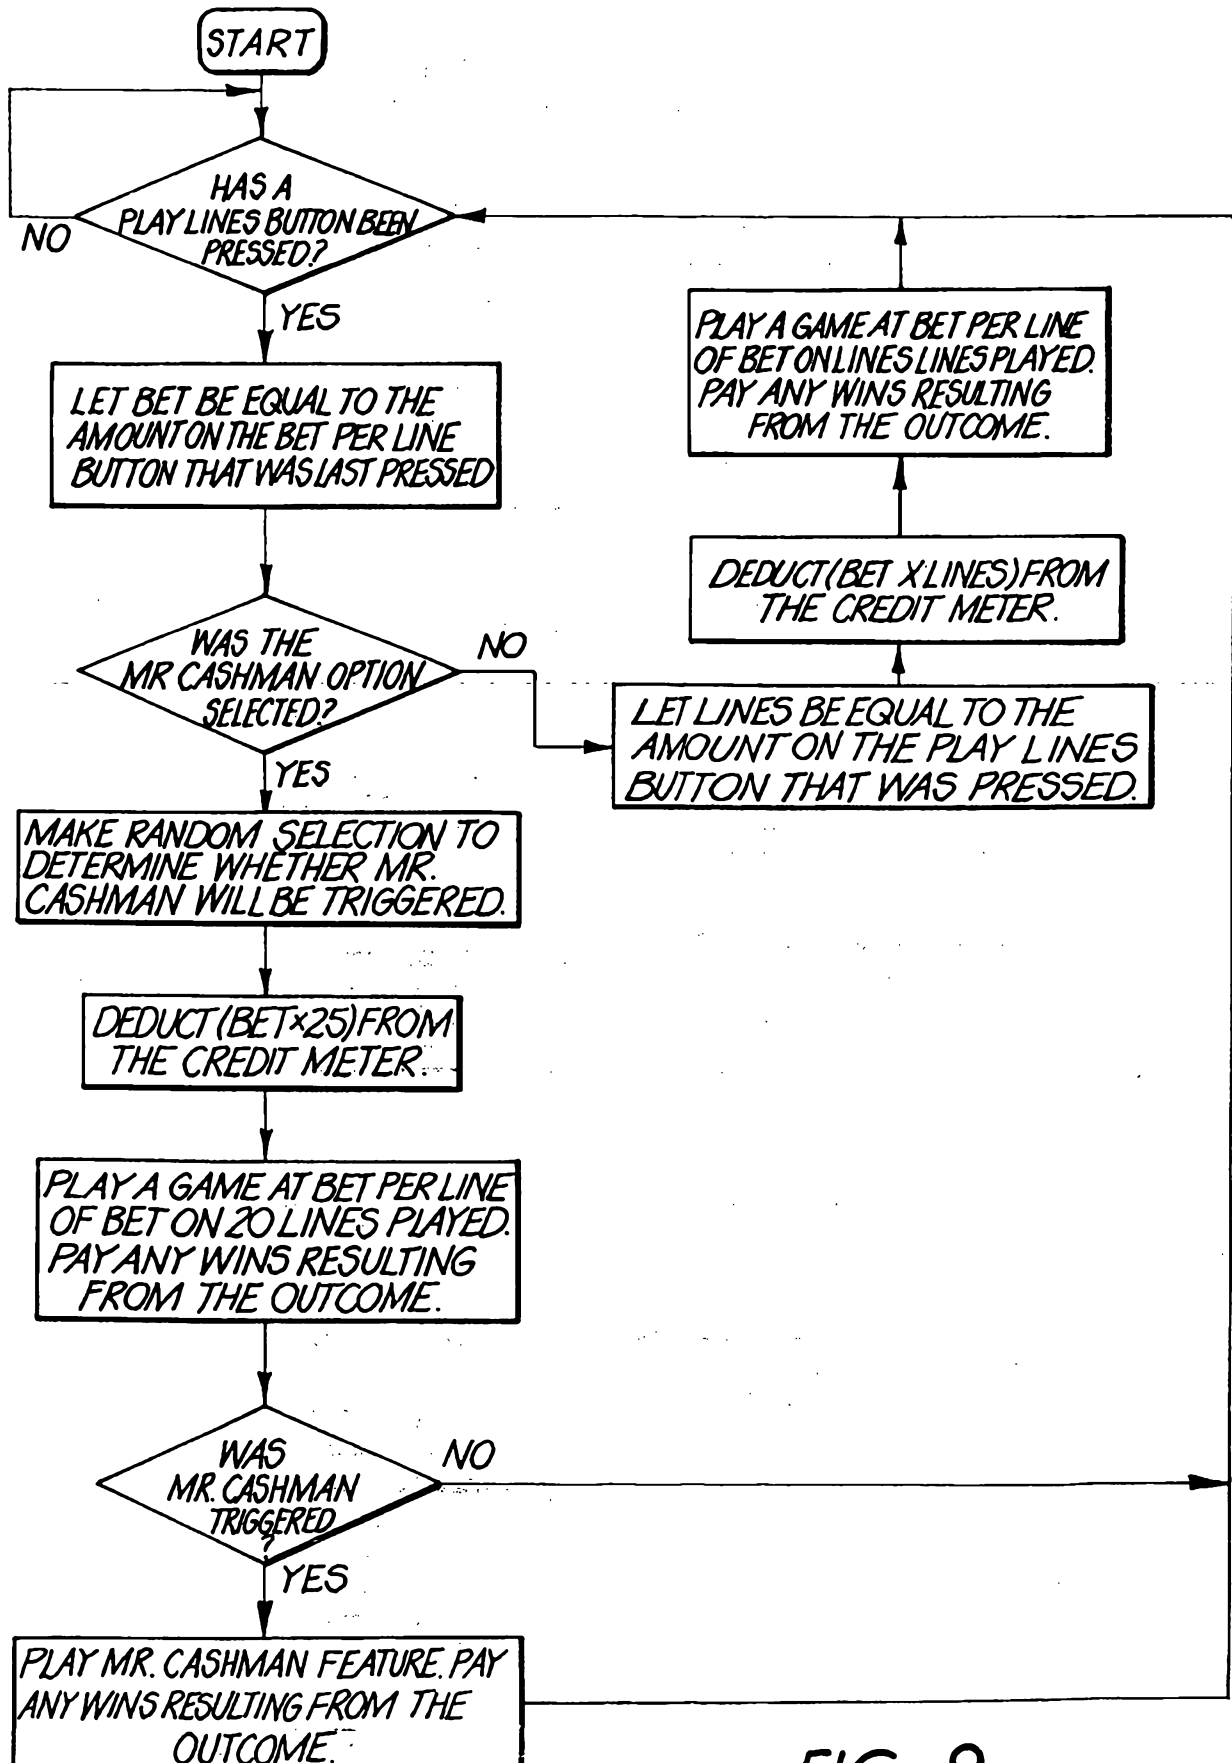 START
HAS A
PLAY LINES BUTTON BEEN
PRESSED?
NO
YES
LET BET BE EQUAL TO THE
AMOUNT ON THE BET PER LINE
BUTTON THAT WAS LAST PRESSED
WAS THE
MR CASHMAN OPTION
SELECTED?
NO
YES
LET LINES BE EQUAL TO THE
AMOUNT ON THE PLAY LINES
BUTTON THAT WAS PRESSED.
DEDUCT (BET X LINES) FROM
THE CREDIT METER.
PLAY A GAME AT BET PER LINE
OF BET ON LINES LINES PLAYED.
PAY ANY WINS RESULTING
FROM THE OUTCOME.
MAKE RANDOM SELECTION TO
DETERMINE WHETHER MR.
CASHMAN WILL BE TRIGGERED.
DEDUCT (BET×25) FROM
THE CREDIT METER.
PLAY A GAME AT BET PER LINE
OF BET ON 20 LINES PLAYED.
PAY ANY WINS RESULTING
FROM THE OUTCOME.
WAS
MR. CASHMAN
TRIGGERED
?
NO
YES
PLAY MR. CASHMAN FEATURE. PAY
ANY WINS RESULTING FROM THE
OUTCOME.